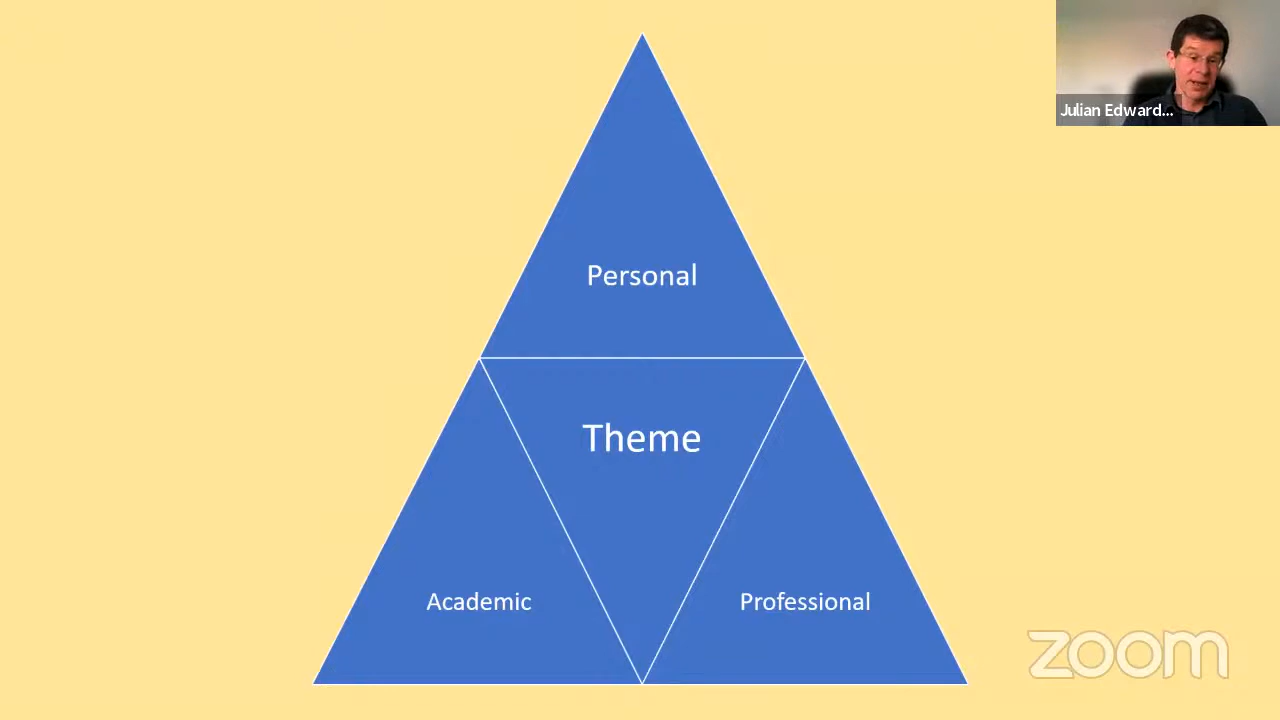 Julian Edward...
Personal
Theme
Academic
Professional
zoom